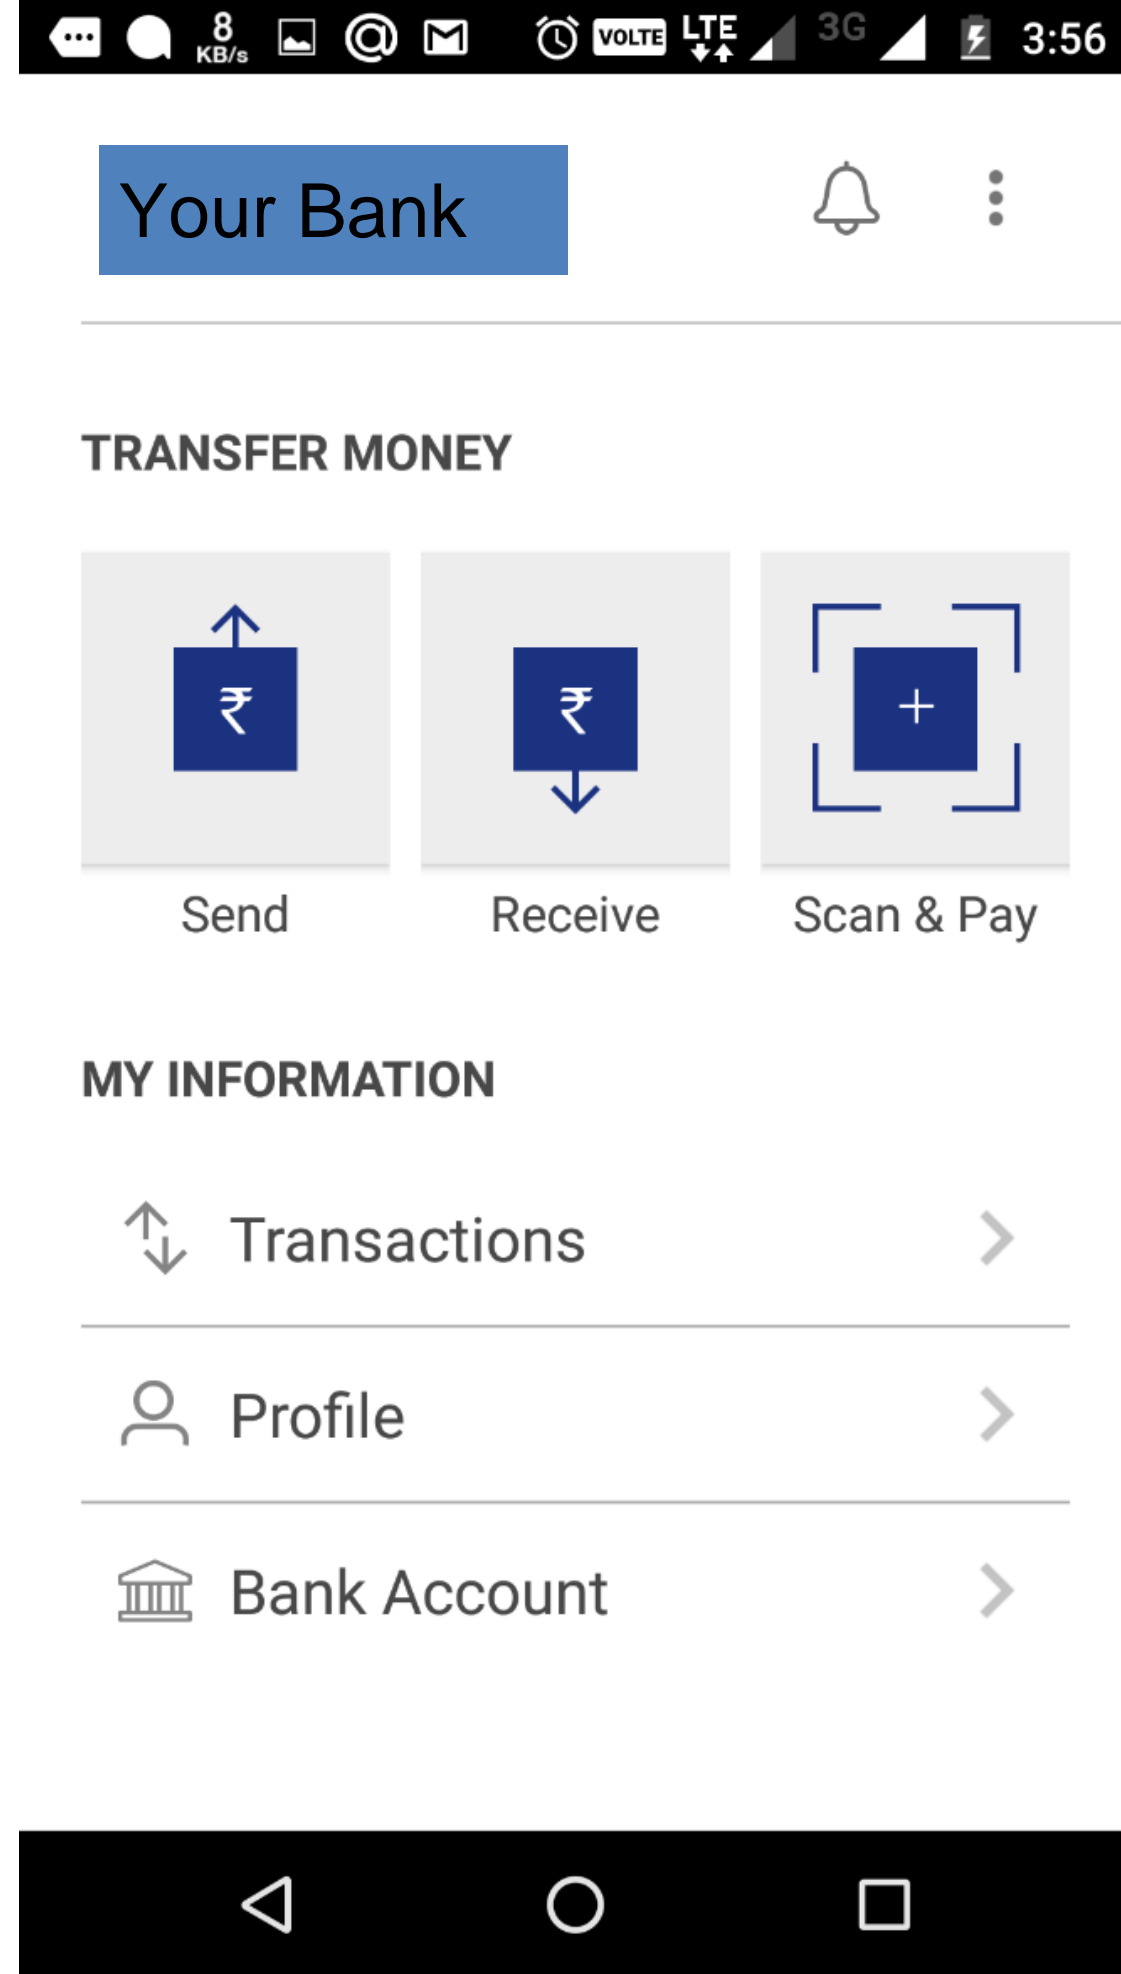 8
KB/s
VOLTE
LTE
3G
3:56
Your Bank
TRANSFER MONEY
₹
₹
+
Send
Receive
Scan & Pay
MY INFORMATION
Transactions
Profile
Bank Account